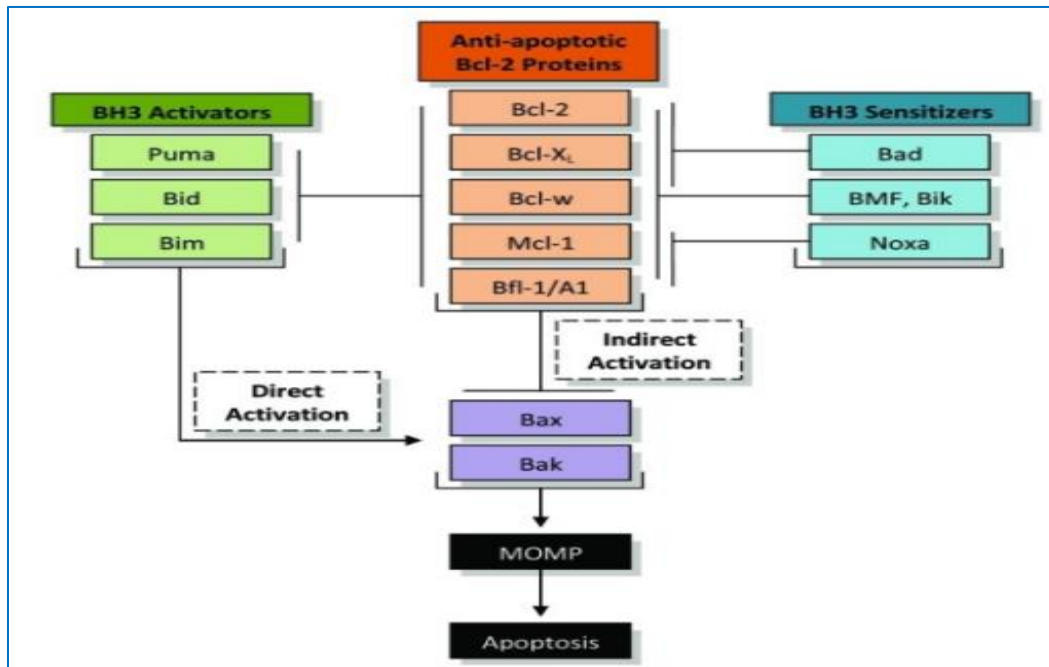 Anti-apoptotic
Bcl-2 Proteins
BH3 Activators
Puma
Bid
Bim
Bcl-2
Bcl-XL
Bcl-w
Mcl-1
Bfl-1/A1
BH3 Sensitizers
Bad
BMF, Bik
Noxa
Indirect
Activation
Direct
Activation
Bax
Bak
MOMP
Apoptosis